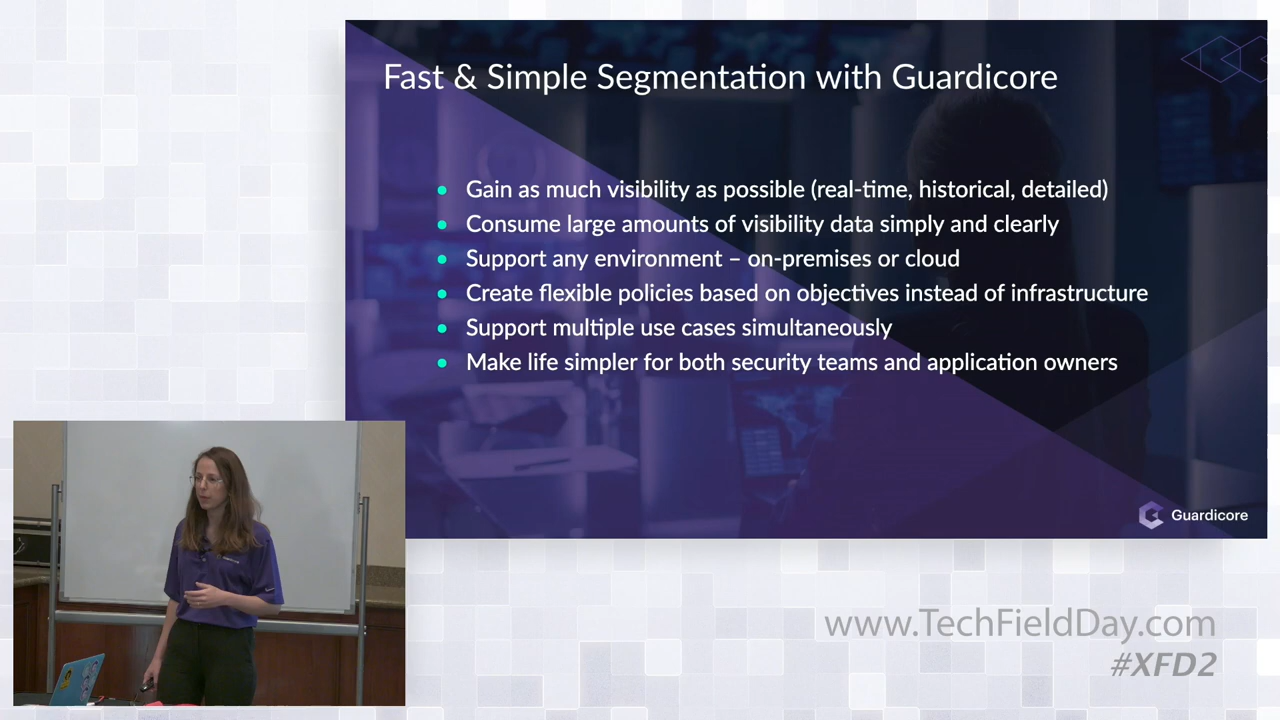 Fast & Simple Segmentation with Guardicore
Gain as much visibility as possible (real-time, historical, detailed)
Consume large amounts of visibility data simply and clearly
Support any environment – on-premises or cloud
Create flexible policies based on objectives instead of infrastructure
Support multiple use cases simultaneously
Make life simpler for both security teams and application owners
Guardicore
www.TechFieldDay.com
#XFD2